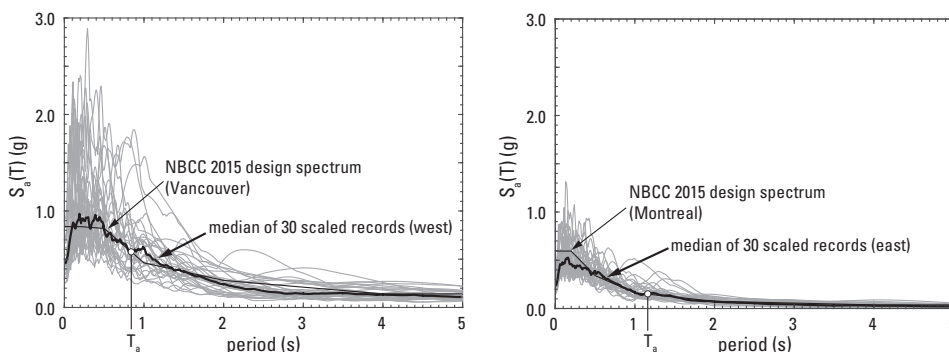 3.0
2.0
1.0
0.0
S_a(T) (g)
NBCC 2015 design spectrum
(Vancouver)
median of 30 scaled records (west)
0 1 2 3 4 5
T_a
period (s)
3.0
2.0
1.0
0.0
S_a(T) (g)
NBCC 2015 design spectrum
(Montreal)
median of 30 scaled records (east)
0 1 2 3 4
T_a
period (s)